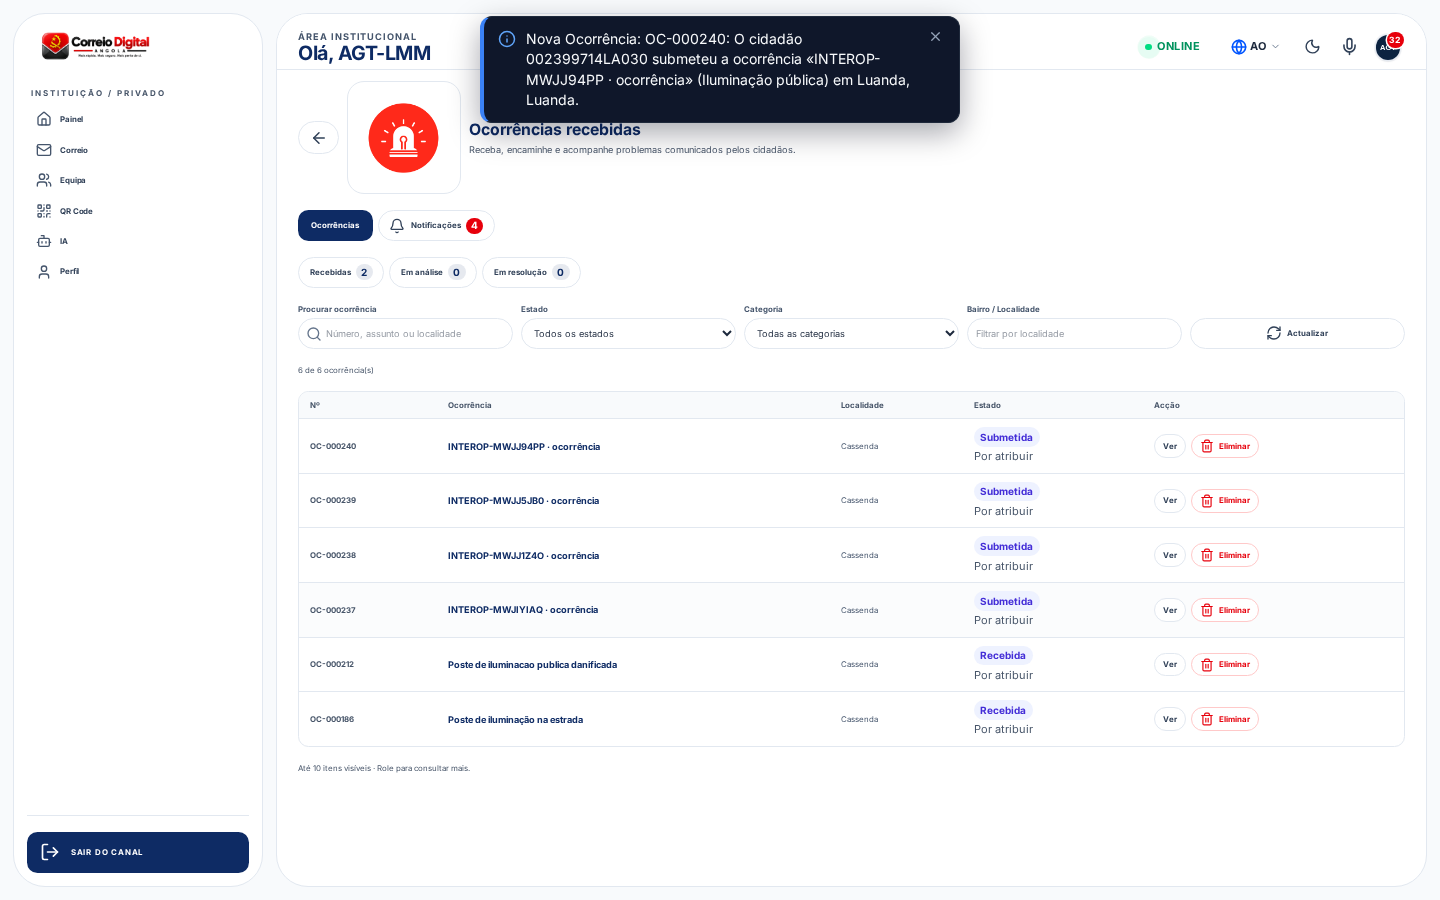 Correio Digital
ANGOLA
INSTITUIÇÃO / PRIVADO
Painel
Correio
Equipa
QR Code
IA
Perfil
SAIR DO CANAL
ÁREA INSTITUCIONAL
Olá, AGT-LMM
Nova Ocorrência: OC-000240: O cidadão
002399714LA030 submeteu a ocorrência «INTEROP-
MWJJ94PP · ocorrência» (Iluminação pública) em Luanda,
Luanda.
ONLINE
AO
32
Ocorrências recebidas
Receba, encaminhe e acompanhe problemas comunicados pelos cidadãos.
Ocorrências
Notificações 4
Recebidas 2
Em análise 0
Em resolução 0
Procurar ocorrência
Estado
Categoria
Bairro / Localidade
Número, assunto ou localidade
Todos os estados
Todas as categorias
Filtrar por localidade
Actualizar
6 de 6 ocorrência(s)
Nº Ocorrência Localidade Estado Acção
OC-000240 INTEROP-MWJJ94PP · ocorrência Cassenda Submetida Por atribuir Ver Eliminar
OC-000239 INTEROP-MWJJ5JB0 · ocorrência Cassenda Submetida Por atribuir Ver Eliminar
OC-000238 INTEROP-MWJJ1Z4O · ocorrência Cassenda Submetida Por atribuir Ver Eliminar
OC-000237 INTEROP-MWJIYIAQ · ocorrência Cassenda Submetida Por atribuir Ver Eliminar
OC-000212 Poste de iluminacao publica danificada Cassenda Recebida Por atribuir Ver Eliminar
OC-000186 Poste de iluminação na estrada Cassenda Recebida Por atribuir Ver Eliminar
Até 10 itens visíveis · Role para consultar mais.